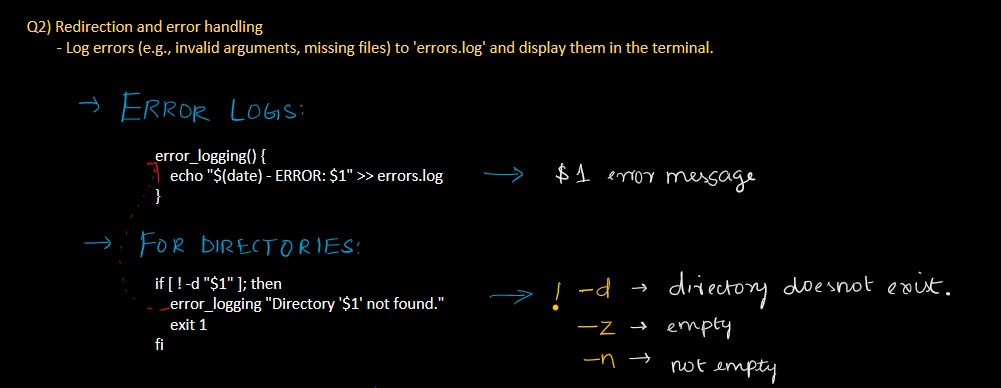 Q2) Redirection and error handling
- Log errors (e.g., invalid arguments, missing files) to 'errors.log' and display them in the terminal.
→ ERROR LOGS:
error_logging() {
echo "$(date) - ERROR: $1" >> errors.log → $1 error message
}
→ FOR DIRECTORIES:
if [ ! -d "$1" ]; then
error_logging "Directory '$1' not found." → ! -d → directory doesnot exist.
exit 1
fi
-z → empty
-n → not empty